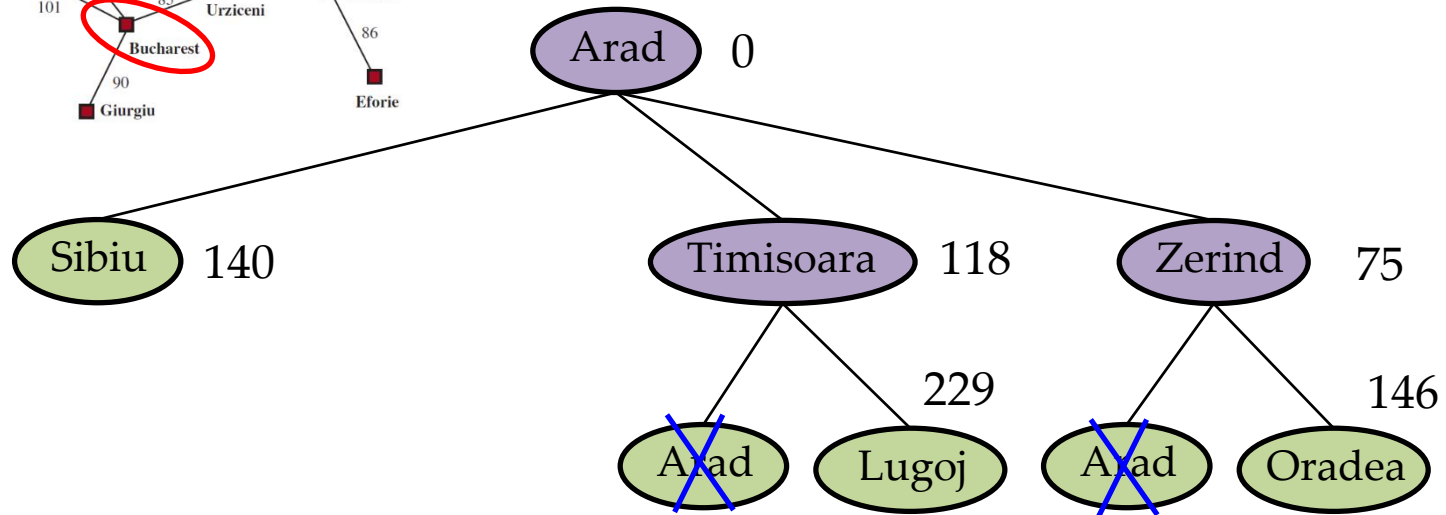 101
85
Urziceni
Bucharest
86
90
Giurgiu
Eforie
Arad 0
Sibiu 140
Timisoara 118
Zerind 75
229
146
Arad
Lugoj
Arad
Oradea